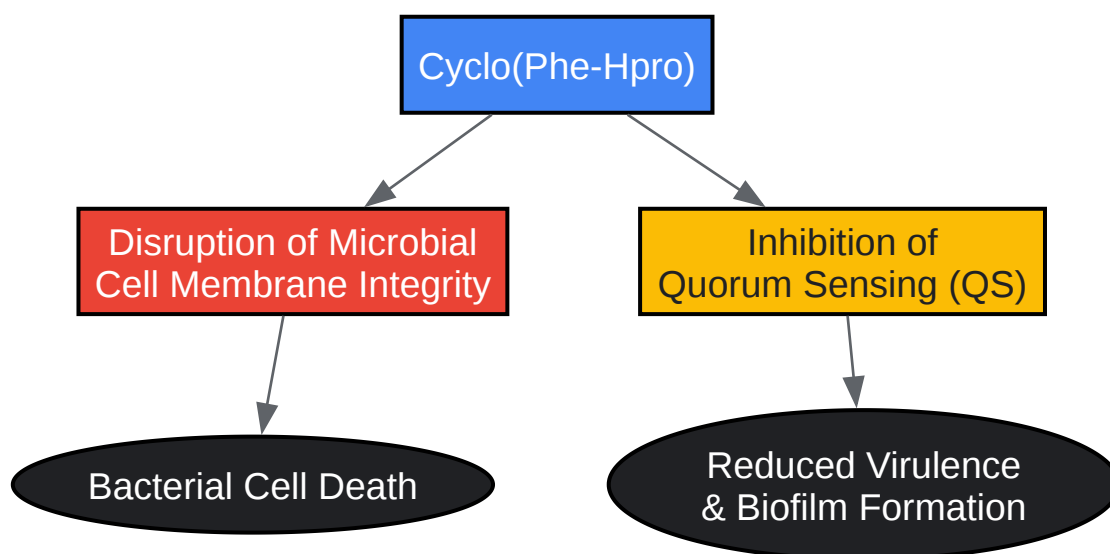 Cyclo(Phe-Hpro)
Disruption of Microbial
Cell Membrane Integrity
Inhibition of
Quorum Sensing (QS)
Bacterial Cell Death
Reduced Virulence
& Biofilm Formation